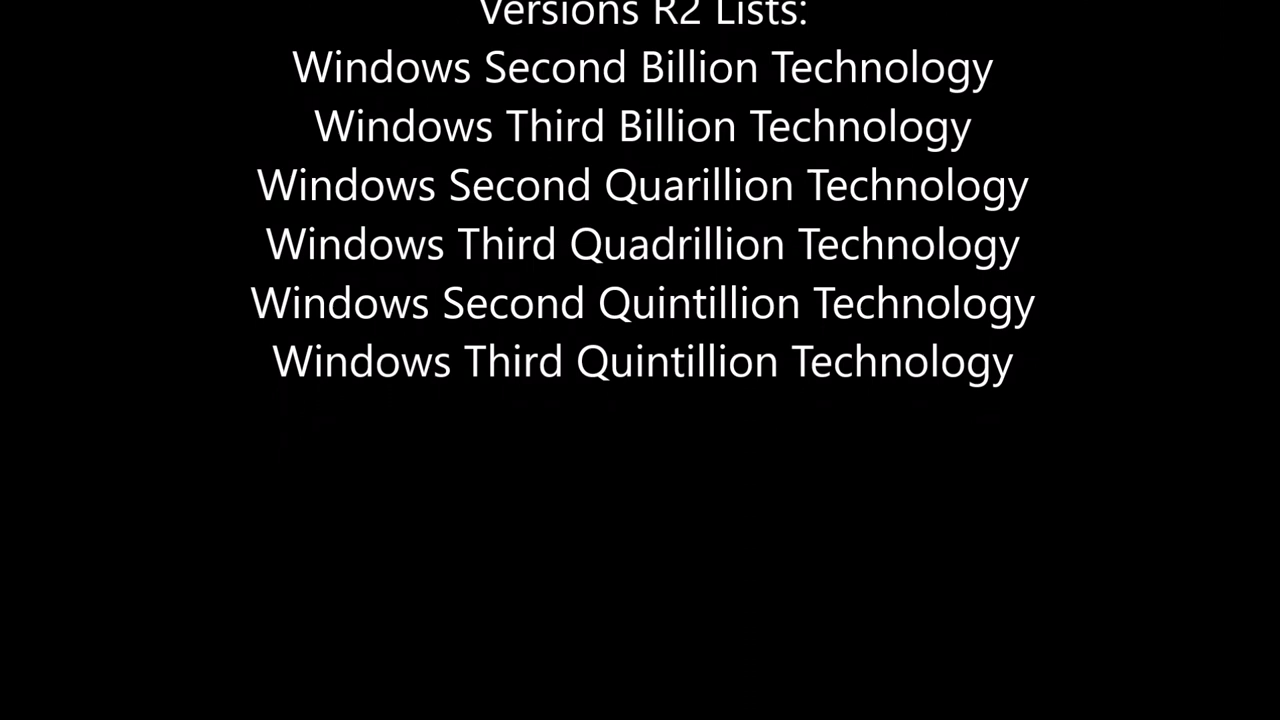 Versions R2 Lists:
Windows Second Billion Technology
Windows Third Billion Technology
Windows Second Quarillion Technology
Windows Third Quadrillion Technology
Windows Second Quintillion Technology
Windows Third Quintillion Technology